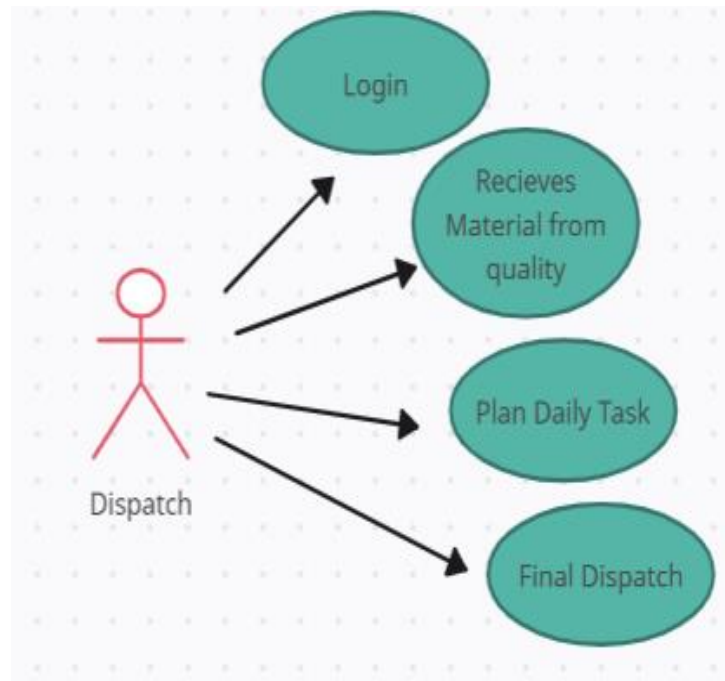 Login
Recieves
Material from
quality
Plan Daily Task
Dispatch
Final Dispatch